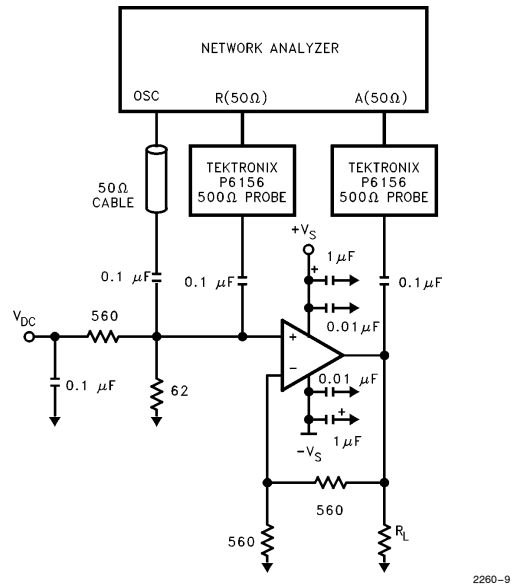 NETWORK ANALYZER
OSC
R(50Ω)
A(50Ω)
50Ω
CABLE
TEKTRONIX
P6156
500Ω PROBE
TEKTRONIX
P6156
500Ω PROBE
+VS
+
1 μF
0.1 μF
0.1 μF
0.1μF
0.01μF
VDC
560
+
−
0.1 μF
62
0.01 μF
+
1μF
−VS
560
560
RL
2260-9